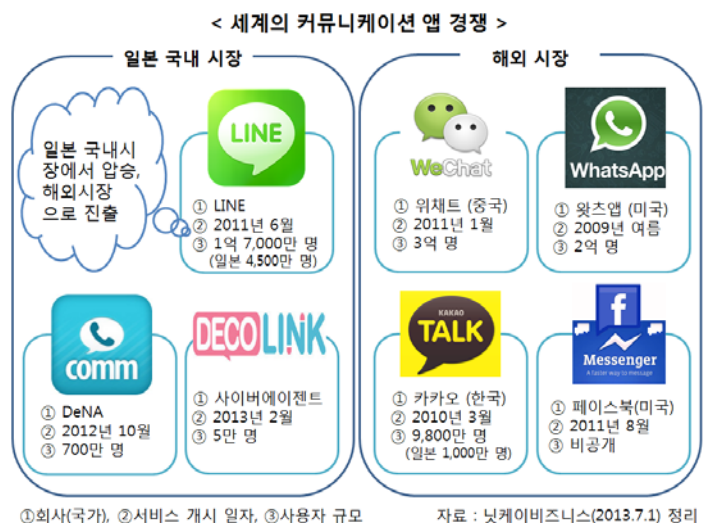 < 세계의 커뮤니케이션 앱 경쟁 >
일본 국내 시장
일본 국내시
장에서 압승,
해외시장
으로 진출
LINE
① LINE
② 2011년 6월
③ 1억 7,000만 명
(일본 4,500만 명)
comm
① DeNA
② 2012년 10월
③ 700만 명
DECOLINK
① 사이버에이젠트
② 2013년 2월
③ 5만 명
해외 시장
WeChat
① 위채트 (중국)
② 2011년 1월
③ 3억 명
WhatsApp
① 왓츠앱 (미국)
② 2009년 여름
③ 2억 명
KAKAO
TALK
① 카카오 (한국)
② 2010년 3월
③ 9,800만 명
(일본 1,000만 명)
f
Messenger
A faster way to message
① 페이스북(미국)
② 2011년 8월
③ 비공개
①회사(국가), ②서비스 개시 일자, ③사용자 규모
자료 : 닛케이비즈니스(2013.7.1) 정리